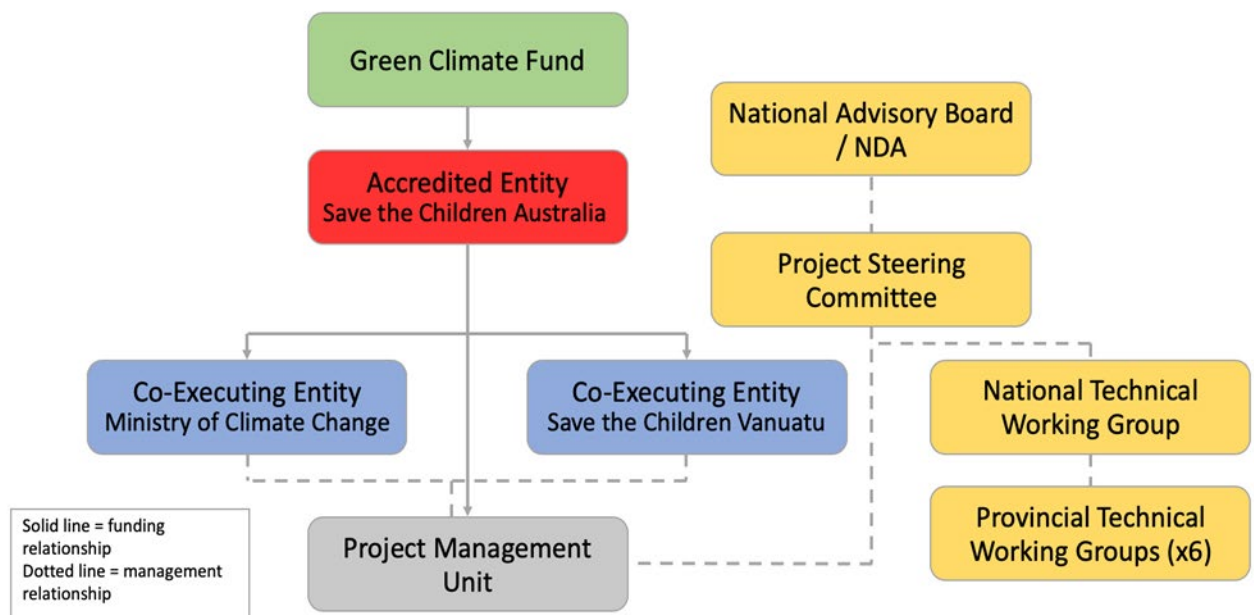 Green Climate Fund
National Advisory Board
/ NDA
Accredited Entity
Save the Children Australia
Project Steering
Committee
Co-Executing Entity
Ministry of Climate Change
Co-Executing Entity
Save the Children Vanuatu
National Technical
Working Group
Solid line = funding
relationship
Dotted line = management
relationship
Project Management
Unit
Provincial Technical
Working Groups (x6)